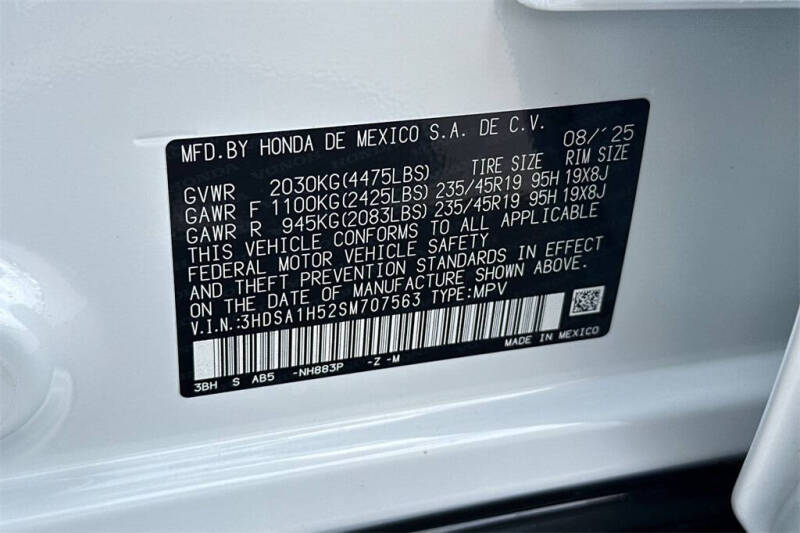 MFD.BY HONDA DE MEXICO S.A. DE C.V. 08/'25
TIRE SIZE RIM SIZE
GVWR 2030KG(4475LBS)
GAWR F 1100KG(2425LBS) 235/45R19 95H 19X8J
GAWR R 945KG(2083LBS) 235/45R19 95H 19X8J
THIS VEHICLE CONFORMS TO ALL APPLICABLE
FEDERAL MOTOR VEHICLE SAFETY
AND THEFT PREVENTION STANDARDS IN EFFECT
ON THE DATE OF MANUFACTURE SHOWN ABOVE.
V.I.N.:3HDSA1H52SM707563 TYPE:MPV
MADE IN MEXICO
3BH S AB5 -NH883P -Z -M